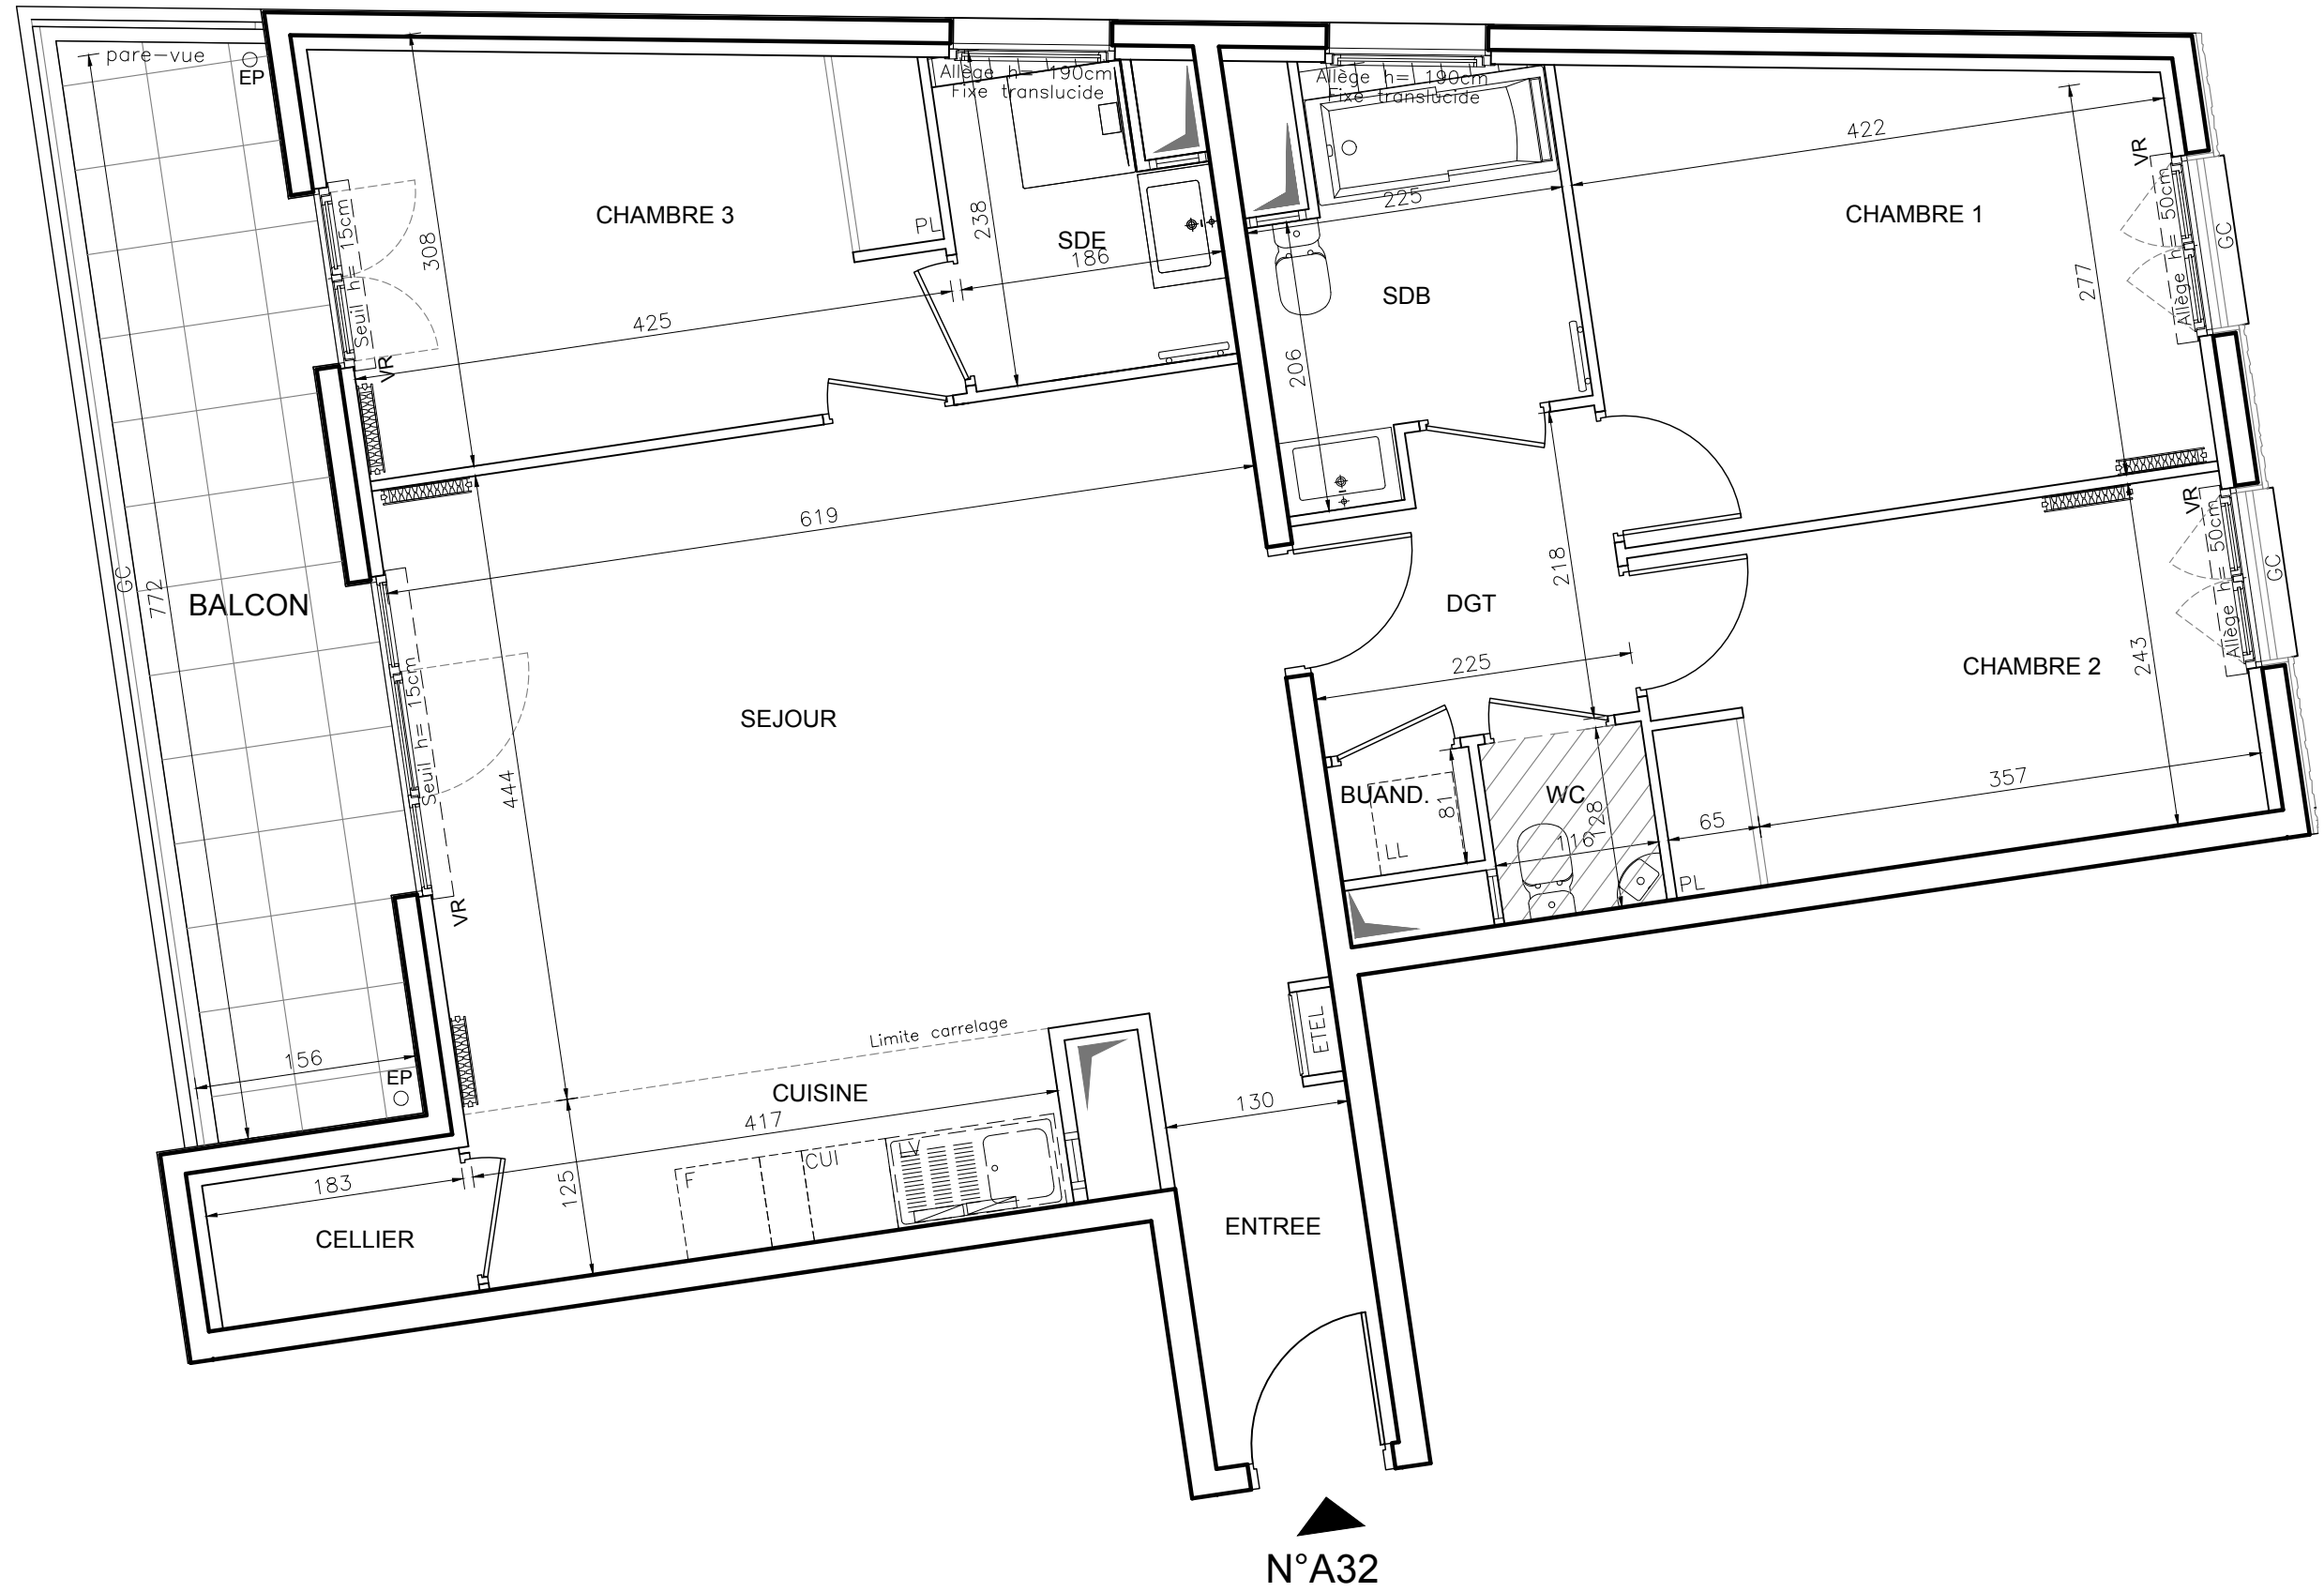 pare-vue
EP
Allège h= 190cm
Fixe translucide
Allège h= 190cm
Fixe translucide
422
VR
CHAMBRE 3
PL
238
SDE
186
225
CHAMBRE 1
Allège h= 50cm
GC
308
Seuil h= 15cm
VR
425
SDB
277
206
619
VR
GC
772
BALCON
218
DGT
Allège h= 50cm
GC
225
CHAMBRE 2
243
SEJOUR
Seuil h= 15cm
444
VR
BUAND.
81
LL
WC
128
116
65
357
PL
ETEL
Limite carrelage
156
EP
CUISINE
417
130
LV
CUI
F
183
125
CELLIER
ENTREE
N°A32